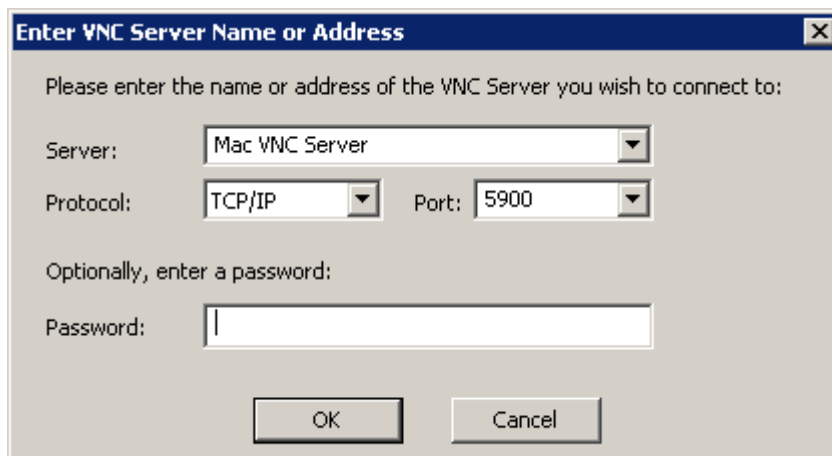 Enter VNC Server Name or Address
Please enter the name or address of the VNC Server you wish to connect to:
Server: Mac VNC Server
Protocol: TCP/IP Port: 5900
Optionally, enter a password:
Password:
OK Cancel